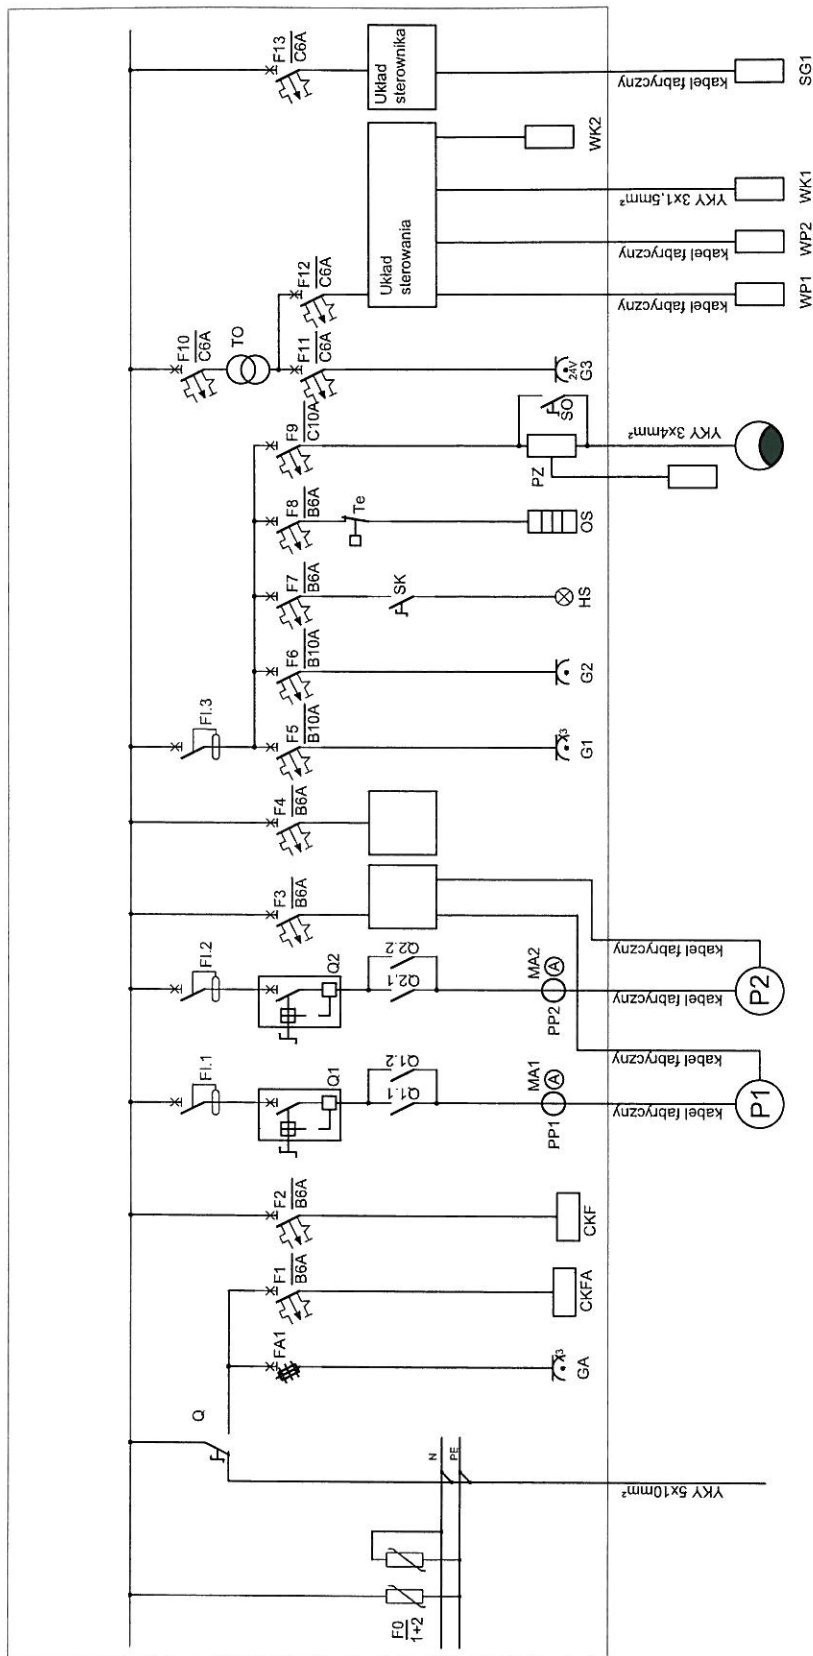 F13
C6A
Układ
sterownika
kabel fabryczny
SG1
WK2
YKY 3x1,5mm²
WK1
kabel fabryczny
WP2
kabel fabryczny
WP1
Układ
sterowania
F12
C6A
F10
C6A
TO
F11
C6A
24V
G3
F9
C10A
SO
PZ
YKY 3x4mm²
F8
B6A
Te
OS
F7
B6A
SK
HS
F6
B10A
G2
FI.3
F5
B10A
X3
G1
F4
B6A
F3
B6A
FI.2
Q2
Q2.2
Q2.1
MA2
A
PP2
kabel fabryczny
kabel fabryczny
P2
FI.1
Q1
Q1.2
Q1.1
MA1
A
PP1
kabel fabryczny
kabel fabryczny
P1
F2
B6A
CKF
F1
B6A
CKFA
FA1
X3
GA
Q
N
PE
YKY 5x10mm²
F0
1+2